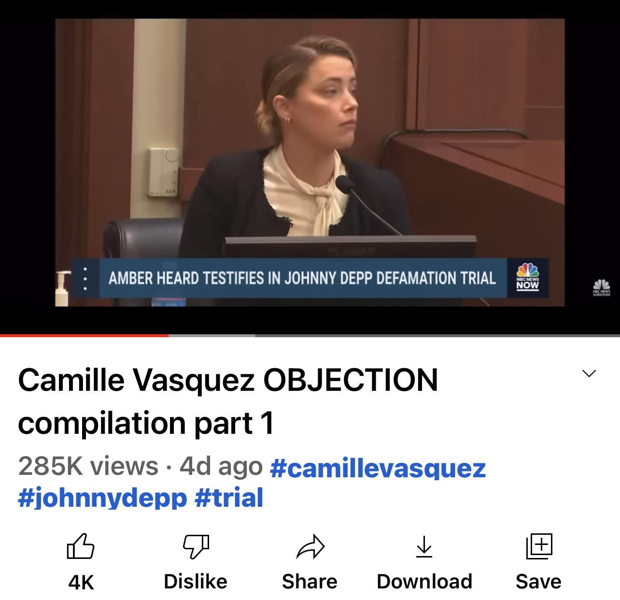 AMBER HEARD TESTIFIES IN JOHNNY DEPP DEFAMATION TRIAL
NBC NEWS
NOW
Camille Vasquez OBJECTION
compilation part 1
285K views · 4d ago #camillevasquez
#johnnydepp #trial
4K Dislike Share Download Save